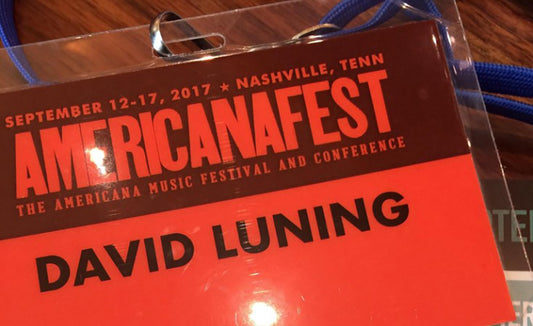 SEPTEMBER 12-17, 2017 ★ NASHVILLE, TENN
AMERICANAFEST
THE AMERICANA MUSIC FESTIVAL AND CONFERENCE
DAVID LUNING